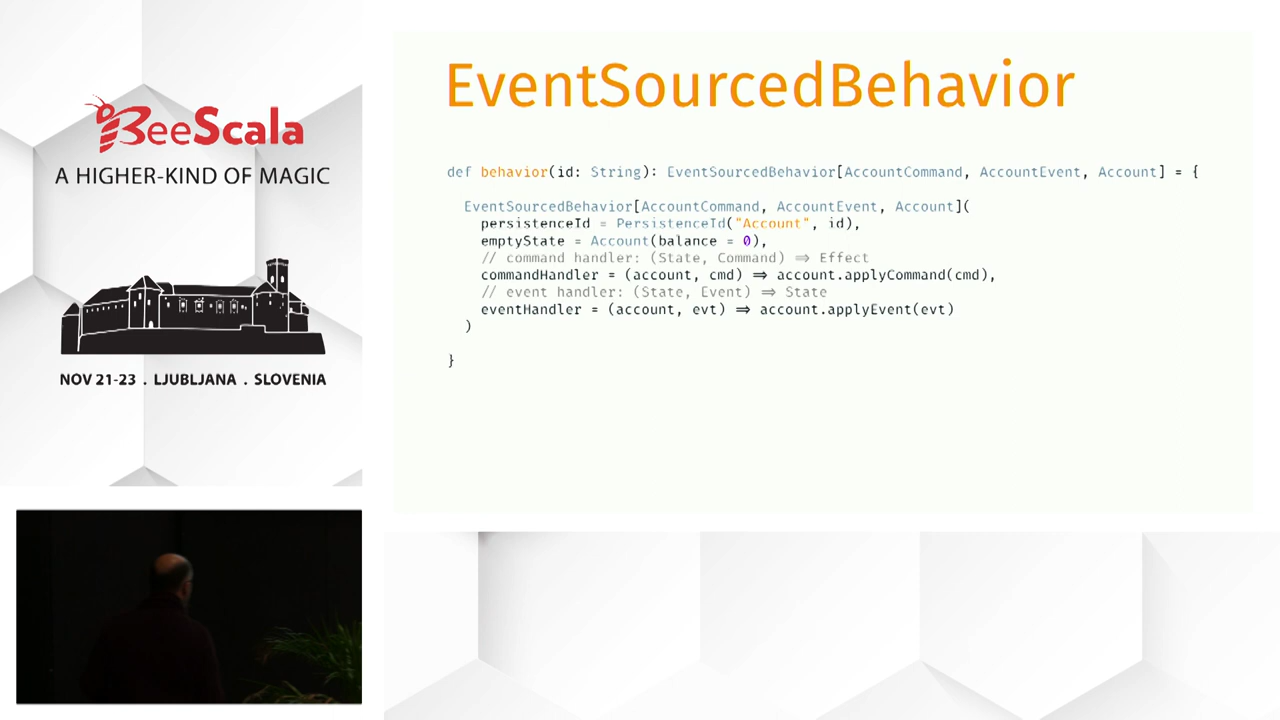 BeeScala
A HIGHER-KIND OF MAGIC
NOV 21-23 . LJUBLJANA . SLOVENIA
EventSourcedBehavior
def behavior(id: String): EventSourcedBehavior[AccountCommand, AccountEvent, Account] = {
EventSourcedBehavior[AccountCommand, AccountEvent, Account](
persistenceId = PersistenceId("Account", id),
emptyState = Account(balance = 0),
// command handler: (State, Command) ⇒ Effect
commandHandler = (account, cmd) ⇒ account.applyCommand(cmd),
// event handler: (State, Event) ⇒ State
eventHandler = (account, evt) ⇒ account.applyEvent(evt)
)
}